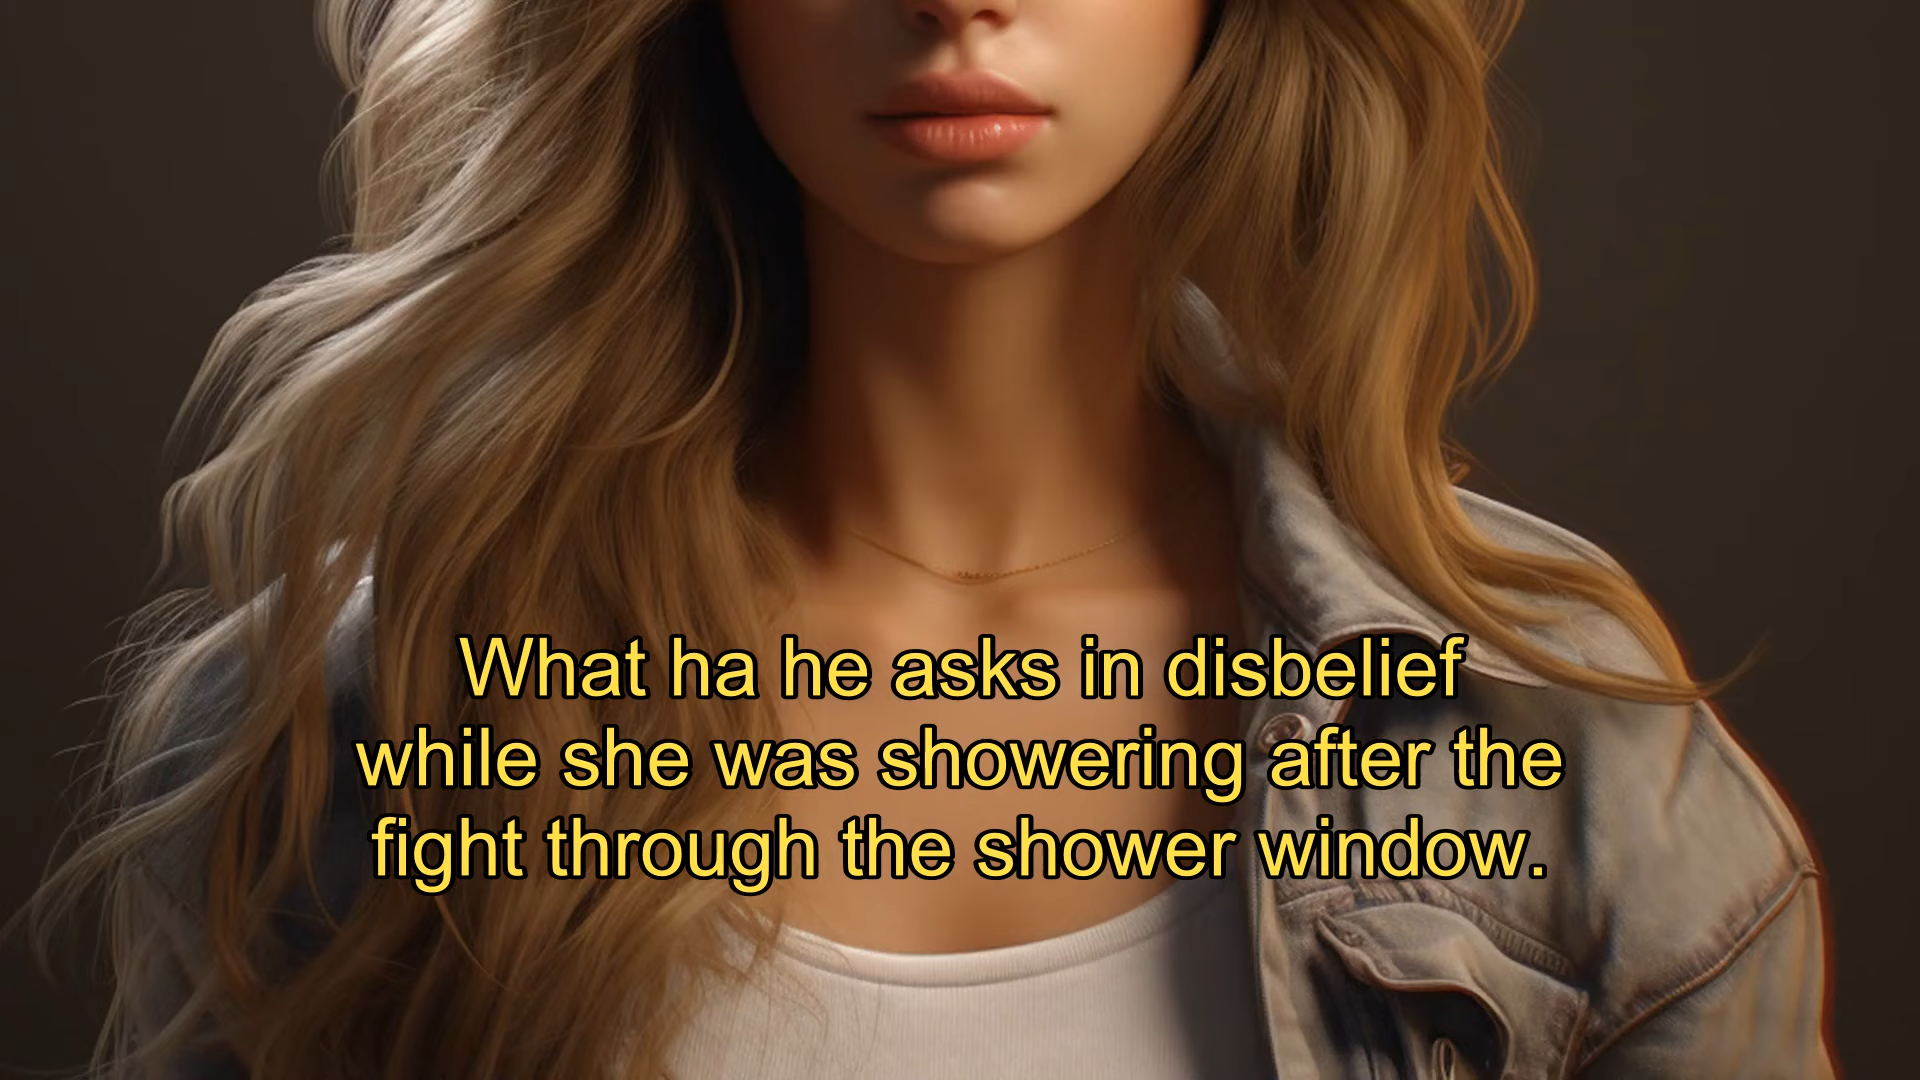 What ha he asks in disbelief
while she was showering after the
fight through the shower window.